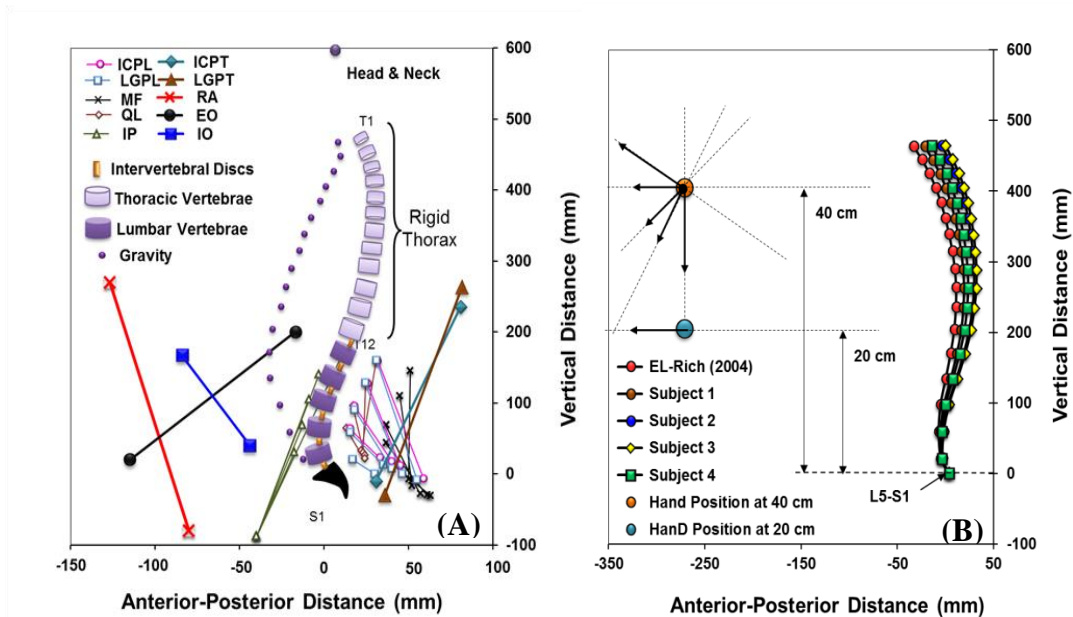 ICPL
ICPT
LGPL
LGPT
MF
RA
QL
EO
IP
IO
Intervertebral Discs
Thoracic Vertebrae
Lumbar Vertebrae
Gravity
Head & Neck
T1
Rigid
Thorax
T12
S1
(A)
600
500
400
300
200
100
0
-100
-150
-100
-50
0
50
100
Anterior-Posterior Distance (mm)
Vertical Distance (mm)
40 cm
20 cm
EL-Rich (2004)
Subject 1
Subject 2
Subject 3
Subject 4
Hand Position at 40 cm
HanD Position at 20 cm
L5-S1
(B)
600
500
400
300
200
100
0
-100
-350
-250
-150
-50
50
Anterior-Posterior Distance (mm)
Vertical Distance (mm)